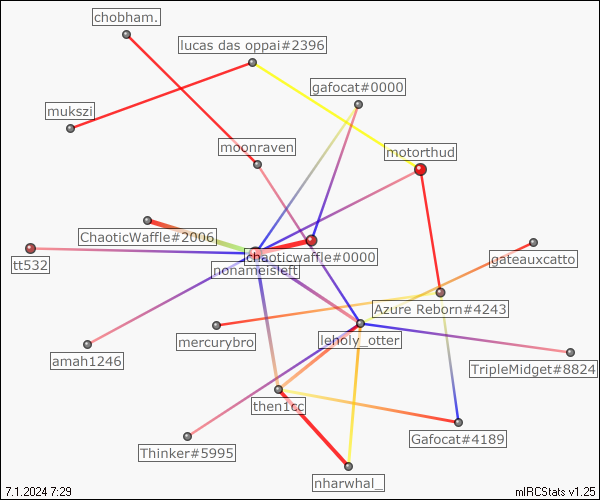 chobham.
lucas das oppai#2396
gafocat#0000
mukszi
moonraven
motorthud
ChaoticWaffle#2006
chaoticwaffle#0000
gateauxcatto
tt532
nonameisleft
Azure Reborn#4243
mercurybro
leholy_otter
amah1246
TripleMidget#8824
then1cc
Gafocat#4189
Thinker#5995
nharwhal_
7.1.2024 7:29
mIRCStats v1.25